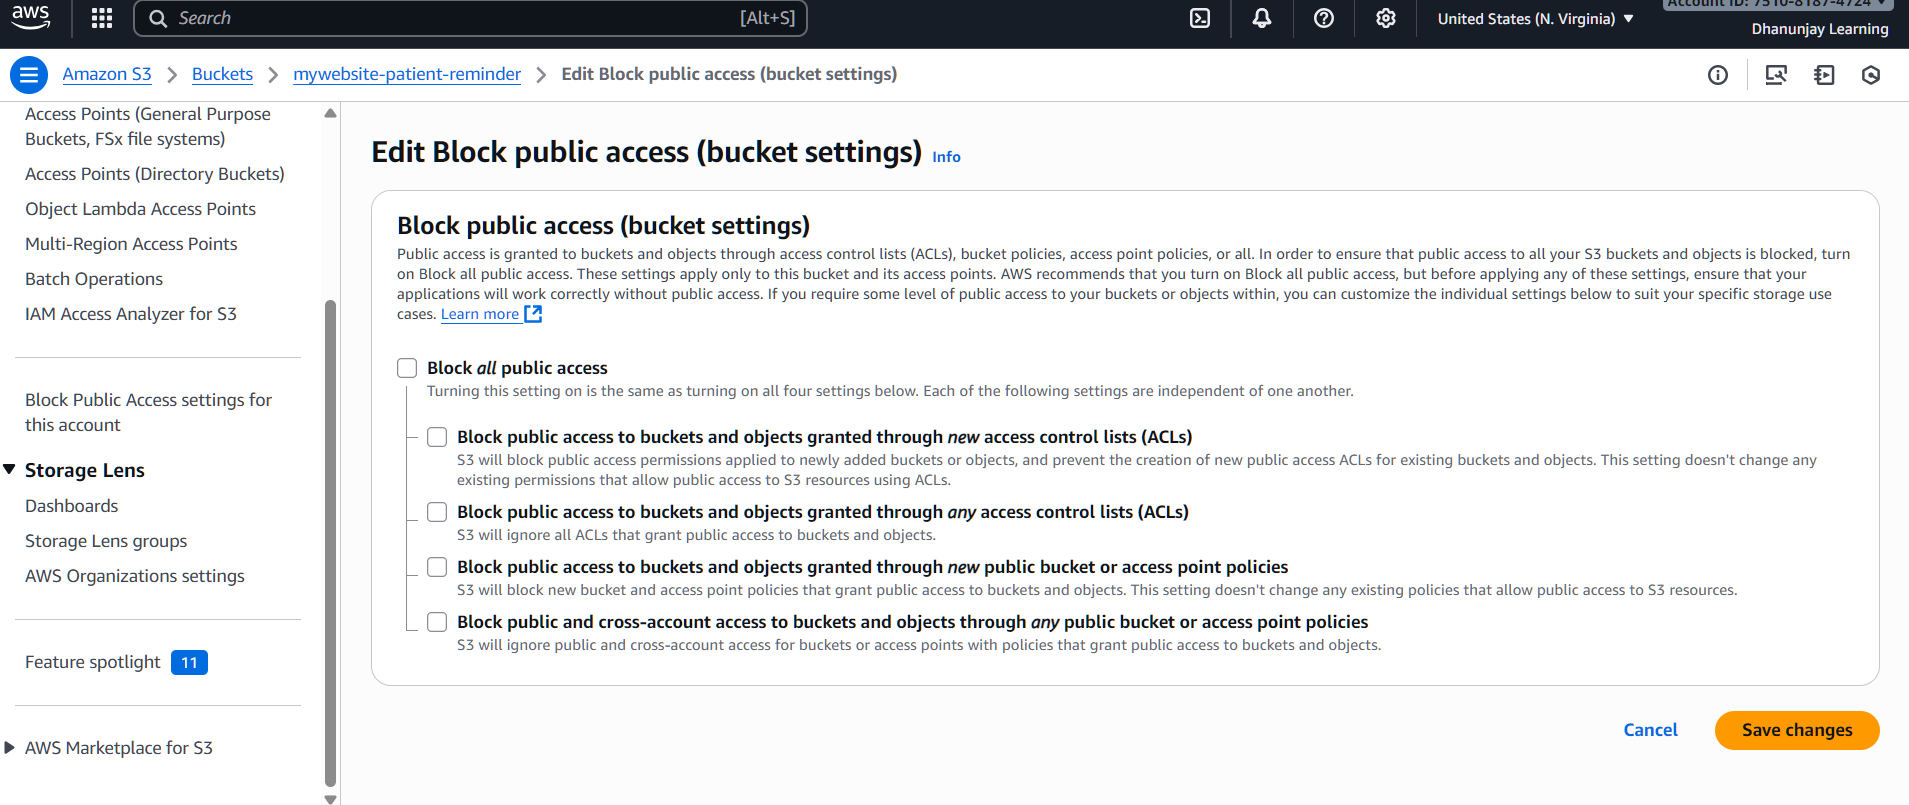 aws
Search
[Alt+S]
United States (N. Virginia)
Account ID: 7510-8187-4724
Dhanunjay Learning
Amazon S3
Buckets
mywebsite-patient-reminder
Edit Block public access (bucket settings)
Access Points (General Purpose
Buckets, FSx file systems)
Access Points (Directory Buckets)
Object Lambda Access Points
Multi-Region Access Points
Batch Operations
IAM Access Analyzer for S3
Block Public Access settings for
this account
Storage Lens
Dashboards
Storage Lens groups
AWS Organizations settings
Feature spotlight 11
AWS Marketplace for S3
Edit Block public access (bucket settings) Info
Block public access (bucket settings)
Public access is granted to buckets and objects through access control lists (ACLs), bucket policies, access point policies, or all. In order to ensure that public access to all your S3 buckets and objects is blocked, turn
on Block all public access. These settings apply only to this bucket and its access points. AWS recommends that you turn on Block all public access, but before applying any of these settings, ensure that your
applications will work correctly without public access. If you require some level of public access to your buckets or objects within, you can customize the individual settings below to suit your specific storage use
cases. Learn more
Block all public access
Turning this setting on is the same as turning on all four settings below. Each of the following settings are independent of one another.
Block public access to buckets and objects granted through new access control lists (ACLs)
S3 will block public access permissions applied to newly added buckets or objects, and prevent the creation of new public access ACLs for existing buckets and objects. This setting doesn't change any
existing permissions that allow public access to S3 resources using ACLs.
Block public access to buckets and objects granted through any access control lists (ACLs)
S3 will ignore all ACLs that grant public access to buckets and objects.
Block public access to buckets and objects granted through new public bucket or access point policies
S3 will block new bucket and access point policies that grant public access to buckets and objects. This setting doesn't change any existing policies that allow public access to S3 resources.
Block public and cross-account access to buckets and objects through any public bucket or access point policies
S3 will ignore public and cross-account access for buckets or access points with policies that grant public access to buckets and objects.
Cancel
Save changes